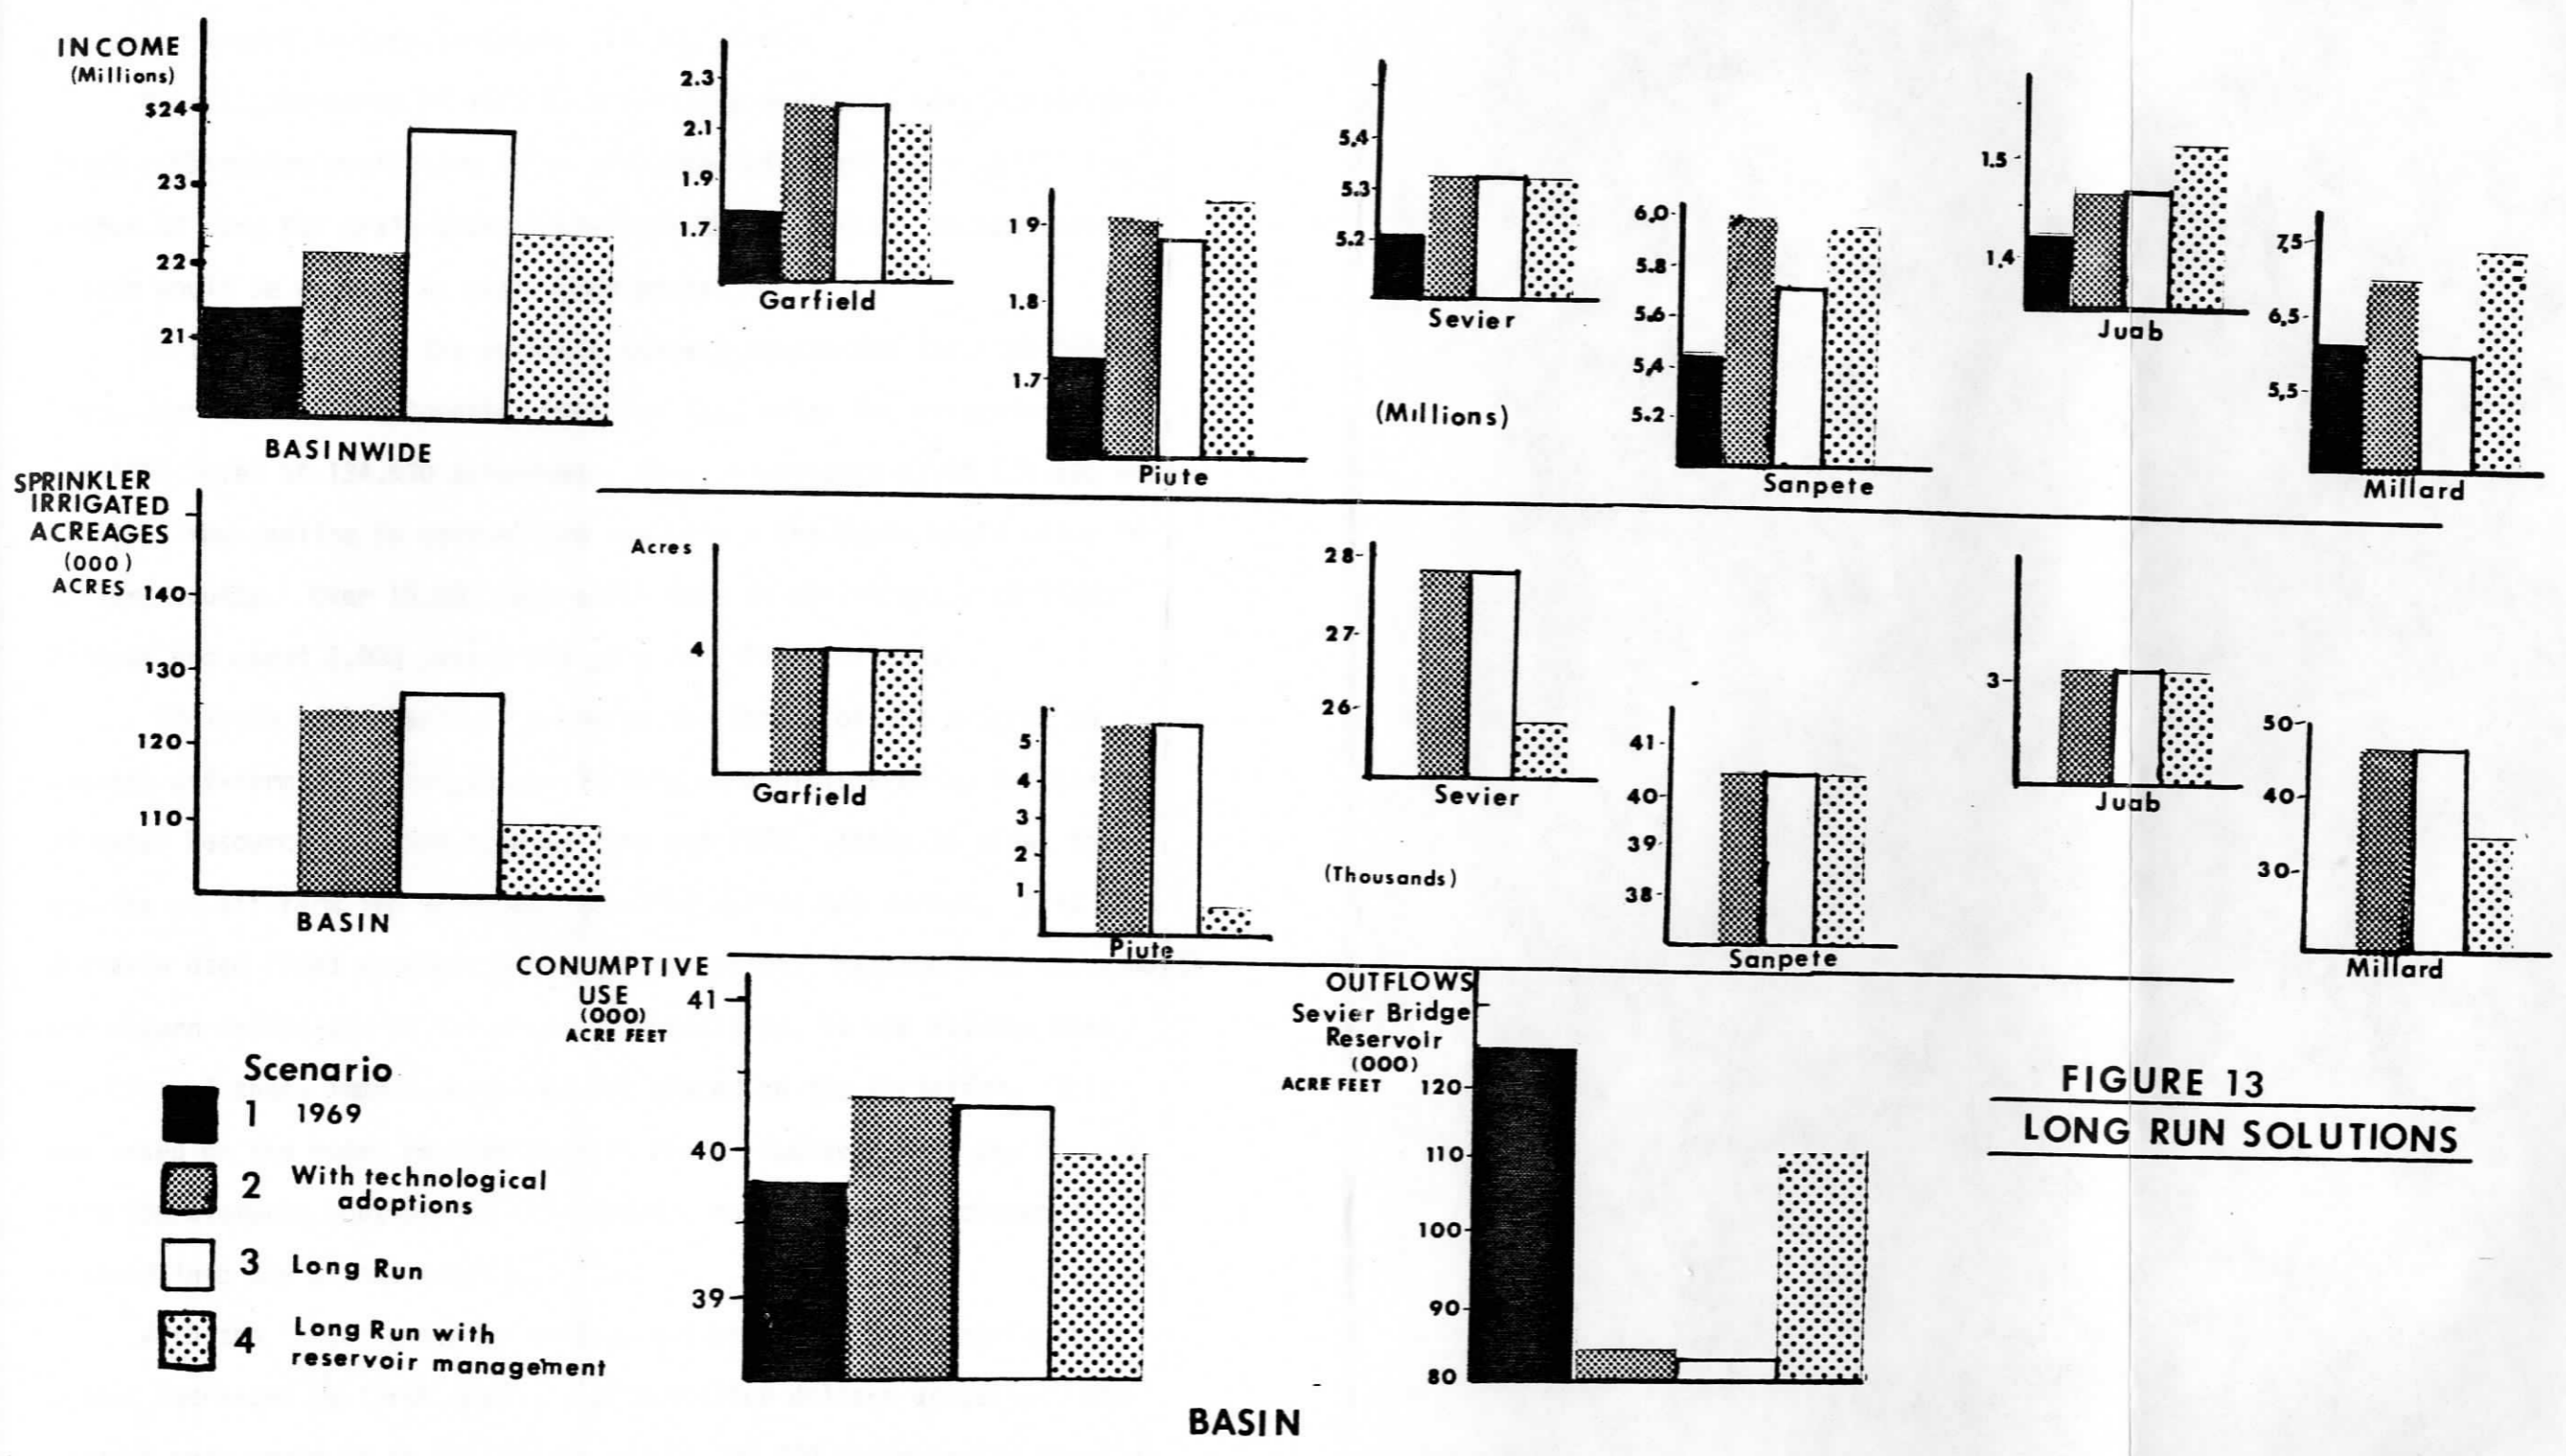 INCOME
(Millions)
$24
23
22
21
BASINWIDE
2.3
2.1
1.9
1.7
Garfield
1.9
1.8
1.7
Piute
5.4
5.3
5.2
Sevier
(Millions)
6.0
5.8
5.6
5.4
5.2
Sanpete
1.5
1.4
Juab
7.5
6.5
5.5
Millard
SPRINKLER
IRRIGATED
ACREAGES
(000)
ACRES
140
130
120
110
BASIN
Acres
4
Garfield
5
4
3
2
1
Piute
28
27
26
Sevier
(Thousands)
41
40
39
38
Sanpete
3
Juab
50
40
30
Millard
CONUMPTIVE
USE
(000)
ACRE FEET
41
40
39
OUTFLOWS
Sevier Bridge
Reservoir
(000)
ACRE FEET
120
110
100
90
80
BASIN
Scenario
1 1969
2 With technological
adoptions
3 Long Run
4 Long Run with
reservoir management
FIGURE 13
LONG RUN SOLUTIONS